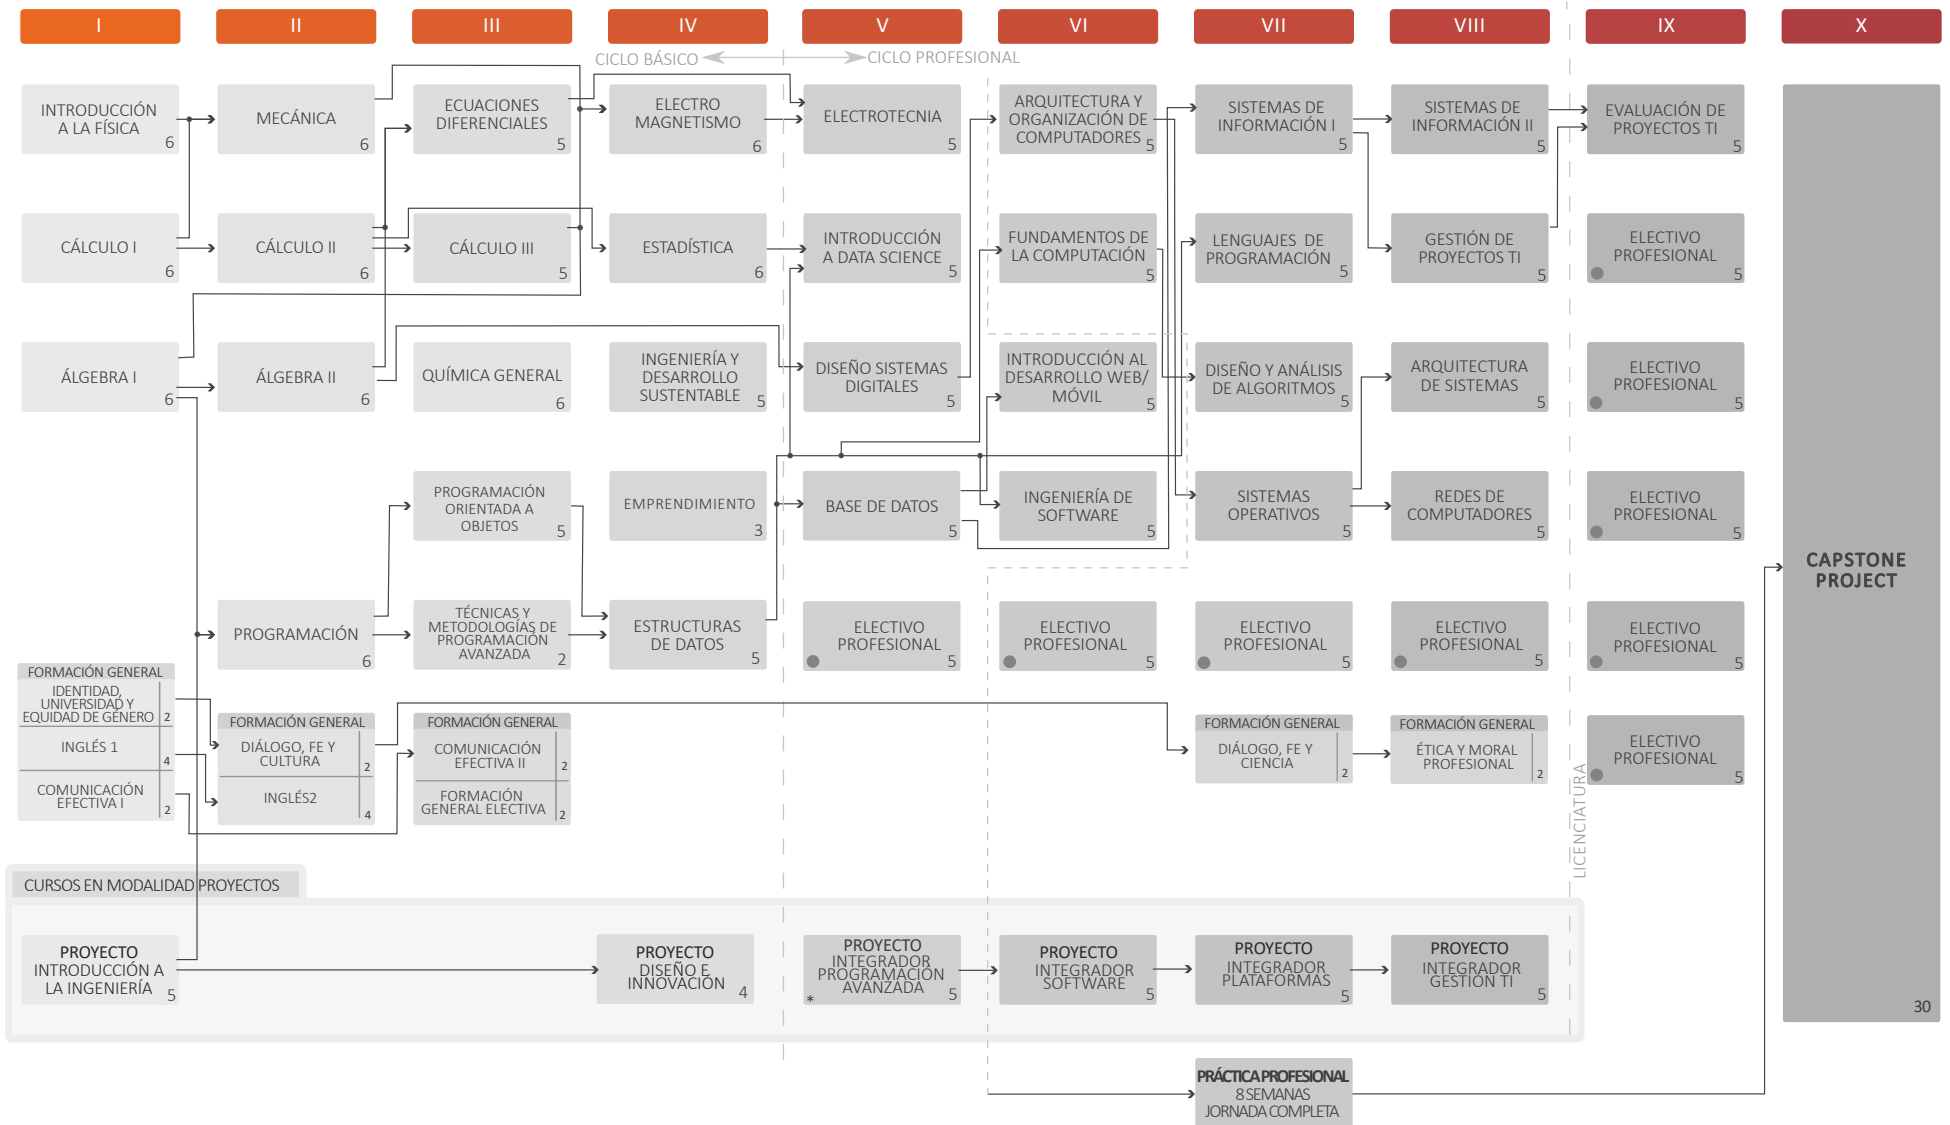 I
II
III
IV
V
VI
VII
VIII
IX
X
CICLO BÁSICO
CICLO PROFESIONAL
INTRODUCCIÓN
A LA FÍSICA
6
MECÁNICA
6
ECUACIONES
DIFERENCIALES
5
ELECTRO
MAGNETISMO
6
ELECTROTECNIA
5
ARQUITECTURA Y
ORGANIZACIÓN DE
COMPUTADORES
5
SISTEMAS DE
INFORMACIÓN I
5
SISTEMAS DE
INFORMACIÓN II
5
EVALUACIÓN DE
PROYECTOS TI
5
CÁLCULO I
6
CÁLCULO II
6
CÁLCULO III
5
ESTADÍSTICA
6
INTRODUCCIÓN
A DATA SCIENCE
5
FUNDAMENTOS DE
LA COMPUTACIÓN
5
LENGUAJES DE
PROGRAMACIÓN
5
GESTIÓN DE
PROYECTOS TI
5
ELECTIVO
PROFESIONAL
5
ÁLGEBRA I
6
ÁLGEBRA II
6
QUÍMICA GENERAL
6
INGENIERÍA Y
DESARROLLO
SUSTENTABLE
5
DISEÑO SISTEMAS
DIGITALES
5
INTRODUCCIÓN AL
DESARROLLO WEB/
MÓVIL
5
DISEÑO Y ANÁLISIS
DE ALGORITMOS
5
ARQUITECTURA
DE SISTEMAS
5
ELECTIVO
PROFESIONAL
5
PROGRAMACIÓN
ORIENTADA A
OBJETOS
5
EMPRENDIMIENTO
3
BASE DE DATOS
5
INGENIERÍA DE
SOFTWARE
5
SISTEMAS
OPERATIVOS
5
REDES DE
COMPUTADORES
5
ELECTIVO
PROFESIONAL
5
CAPSTONE
PROJECT
30
PROGRAMACIÓN
6
TÉCNICAS Y
METODOLOGÍAS DE
PROGRAMACIÓN
AVANZADA
2
ESTRUCTURAS
DE DATOS
5
ELECTIVO
PROFESIONAL
5
ELECTIVO
PROFESIONAL
5
ELECTIVO
PROFESIONAL
5
ELECTIVO
PROFESIONAL
5
ELECTIVO
PROFESIONAL
5
FORMACIÓN GENERAL
IDENTIDAD,
UNIVERSIDAD Y
EQUIDAD DE GÉNERO
2
INGLÉS 1
4
COMUNICACIÓN
EFECTIVA I
2
FORMACIÓN GENERAL
DIÁLOGO, FE Y
CULTURA
2
INGLÉS2
4
FORMACIÓN GENERAL
COMUNICACIÓN
EFECTIVA II
2
FORMACIÓN
GENERAL ELECTIVA
2
FORMACIÓN GENERAL
DIÁLOGO, FE Y
CIENCIA
2
FORMACIÓN GENERAL
ÉTICA Y MORAL
PROFESIONAL
2
ELECTIVO
PROFESIONAL
5
LICENCIATURA
CURSOS EN MODALIDAD PROYECTOS
PROYECTO
INTRODUCCIÓN A
LA INGENIERÍA
5
PROYECTO
DISEÑO E
INNOVACIÓN
4
PROYECTO
INTEGRADOR
PROGRAMACIÓN
AVANZADA
*
5
PROYECTO
INTEGRADOR
SOFTWARE
5
PROYECTO
INTEGRADOR
PLATAFORMAS
5
PROYECTO
INTEGRADOR
GESTIÓN TI
5
PRÁCTICA PROFESIONAL
8 SEMANAS
JORNADA COMPLETA